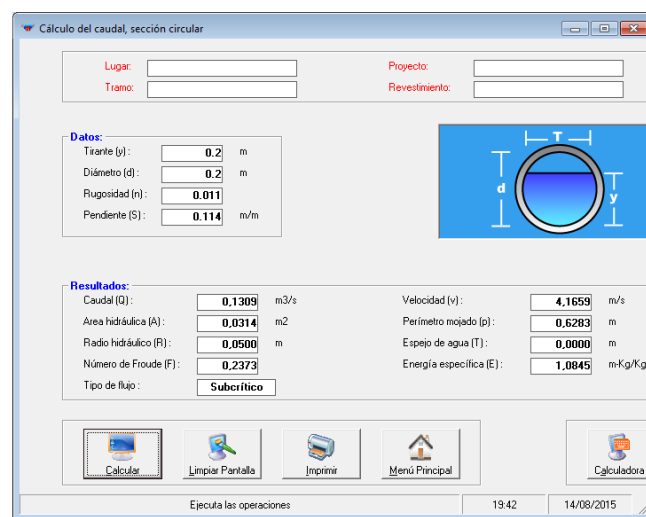 Cálculo del caudal, sección circular
Lugar: Proyecto:
Tramo: Revestimiento:
Datos:
Tirante (y) : 0.2 m
Diámetro (d) : 0.2 m
Rugosidad (n) : 0.011
Pendiente (S) : 0.114 m/m
T
d
y
Resultados:
Caudal (Q) : 0,1309 m3/s Velocidad (v) : 4,1659 m/s
Area hidráulica (A) : 0,0314 m2 Perímetro mojado (p) : 0,6283 m
Radio hidráulico (R) : 0,0500 m Espejo de agua (T) : 0,0000 m
Número de Froude (F) : 0,2373 Energía específica (E) : 1,0845 m-Kg/Kg
Tipo de flujo : Subcrítico
Calcular Limpiar Pantalla Imprimir Menú Principal Calculadora
Ejecuta las operaciones 19:42 14/08/2015